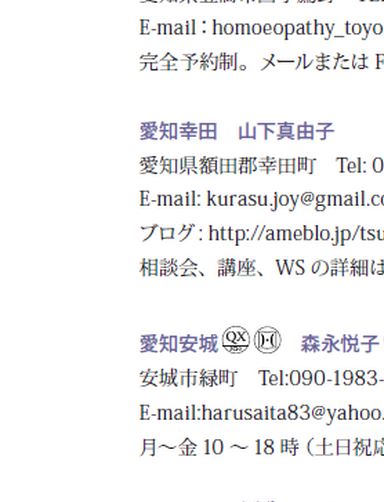 E-mail：homoeopathy_toyo
完全予約制。メールまたは F
愛知幸田　山下真由子
愛知県額田郡幸田町　Tel: 0
E-mail: kurasu.joy@gmail.co
ブログ: http://ameblo.jp/tsu
相談会、講座、WS の詳細は
愛知安城 QX H 森永悦子
安城市緑町　Tel:090-1983-
E-mail:harusaita83@yahoo.
月〜金 10 〜 18 時（土日祝応